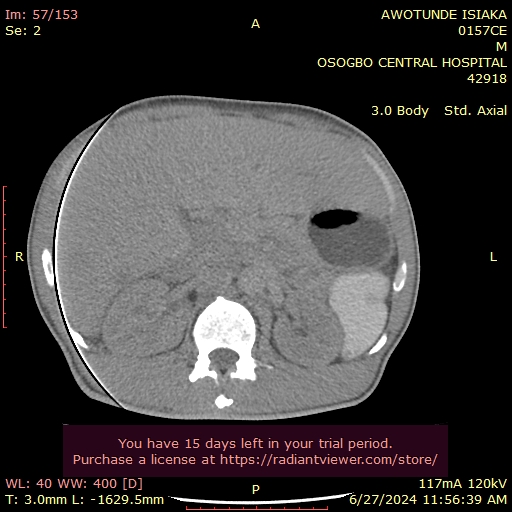 Im: 57/153
Se: 2
A
AWOTUNDE ISIAKA
0157CE
M
OSOGBO CENTRAL HOSPITAL
42918
3.0 Body Std. Axial
R
L
You have 15 days left in your trial period.
Purchase a license at https://radiantviewer.com/store/
WL: 40 WW: 400 [D]
T: 3.0mm L: -1629.5mm
P
117mA 120kV
6/27/2024 11:56:39 AM